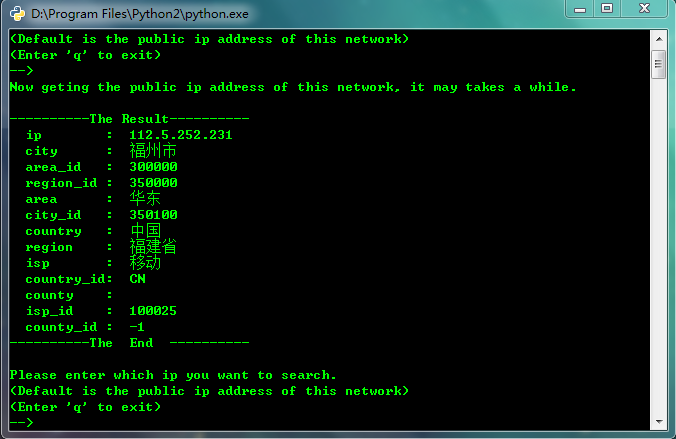 D:\Program Files\Python2\python.exe
(Default is the public ip address of this network)
(Enter 'q' to exit)
-->
Now geting the public ip address of this network, it may takes a while.
----------The Result----------
ip : 112.5.252.231
city : 福州市
area_id : 300000
region_id : 350000
area : 华东
city_id : 350100
country : 中国
region : 福建省
isp : 移动
country_id: CN
county :
isp_id : 100025
county_id : -1
----------The End ----------
Please enter which ip you want to search.
(Default is the public ip address of this network)
(Enter 'q' to exit)
-->